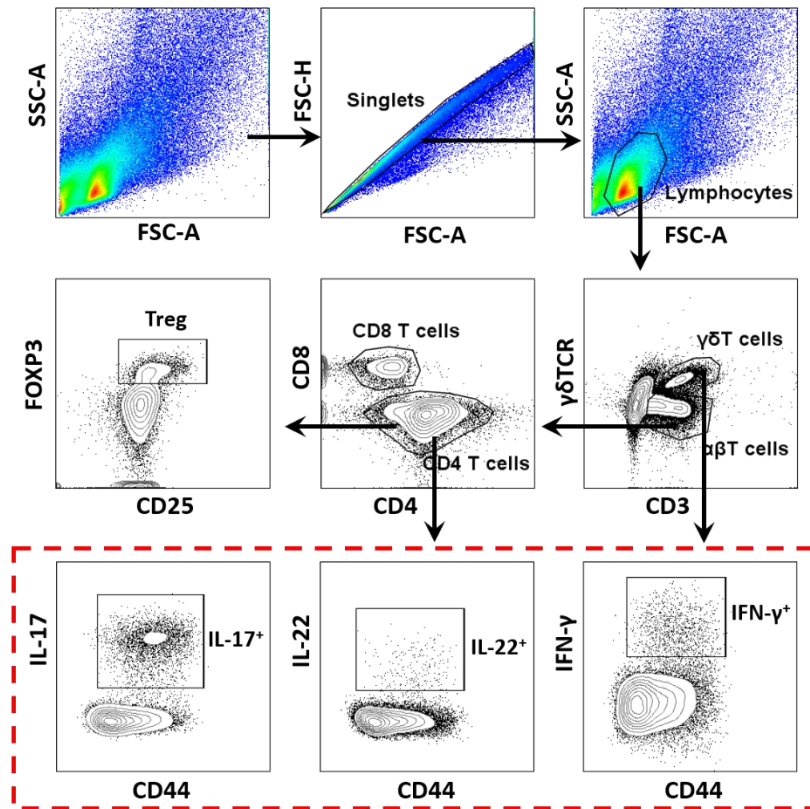 SSC-A
FSC-A
FSC-H
Singlets
FSC-A
SSC-A
Lymphocytes
FSC-A
FOXP3
Treg
CD25
CD8
CD8 T cells
CD4 T cells
CD4
γδTCR
γδT cells
αβT cells
CD3
IL-17
IL-17⁺
CD44
IL-22
IL-22⁺
CD44
IFN-γ
IFN-γ⁺
CD44